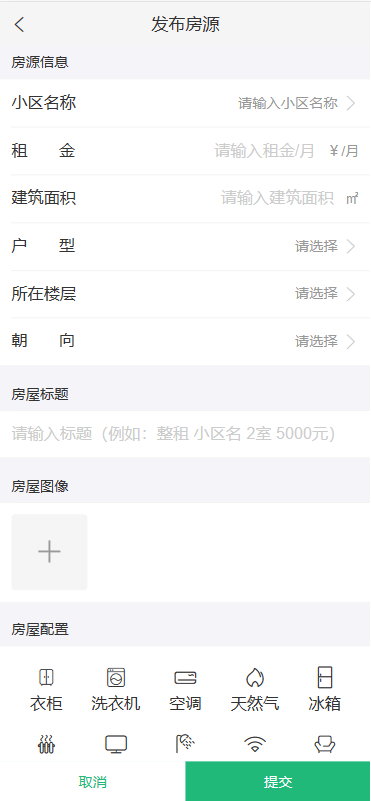 发布房源
房源信息
小区名称 请输入小区名称
租 金 请输入租金/月 ￥/月
建筑面积 请输入建筑面积 ㎡
户 型 请选择
所在楼层 请选择
朝 向 请选择
房屋标题
请输入标题（例如：整租 小区名 2室 5000元）
房屋图像
房屋配置
衣柜 洗衣机 空调 天然气 冰箱
取消 提交